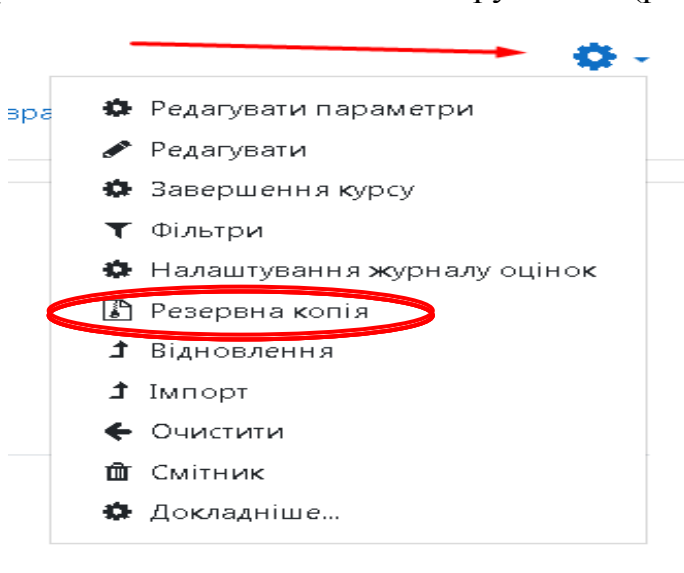 Редагувати параметри
Редагувати
Завершення курсу
Фільтри
Налаштування журналу оцінок
Резервна копія
Відновлення
Імпорт
Очистити
Смітник
Докладніше...